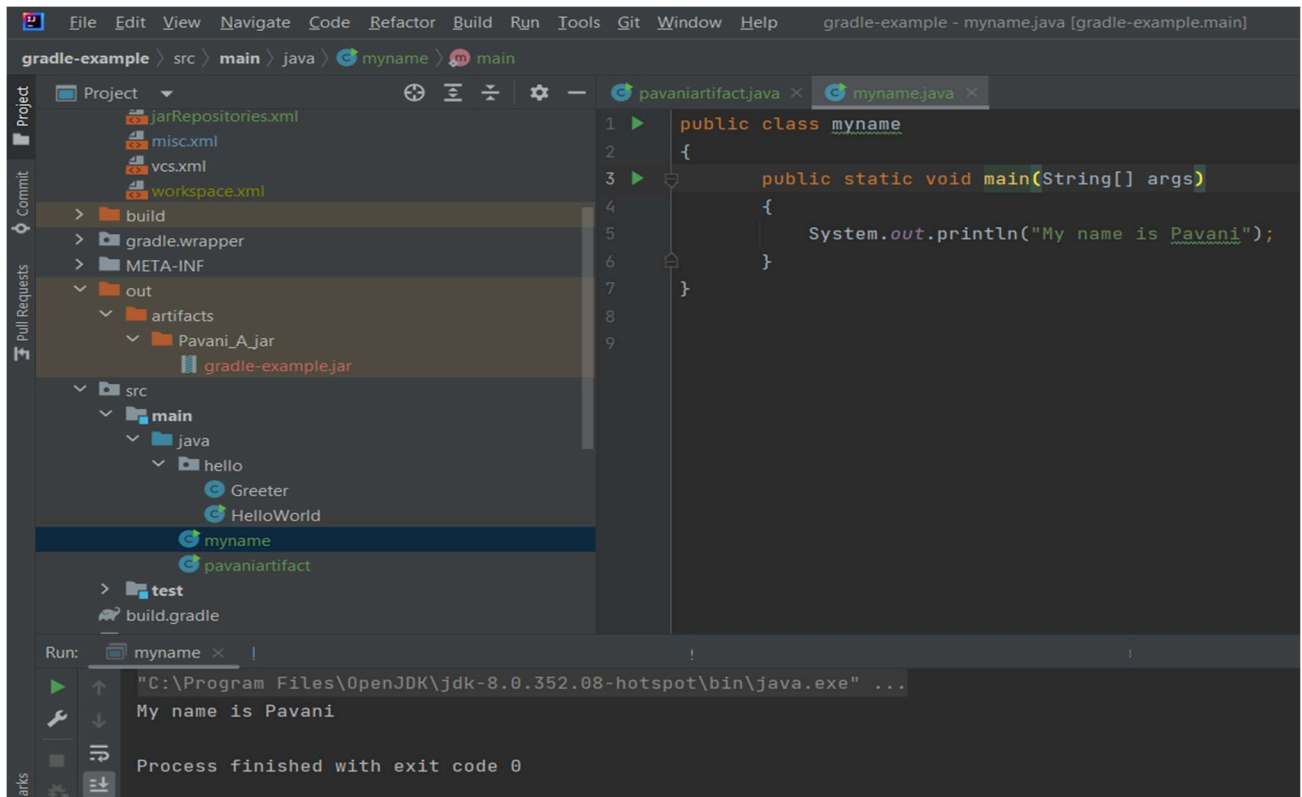 File Edit View Navigate Code Refactor Build Run Tools Git Window Help gradle-example - myname.java [gradle-example.main]
gradle-example src main java myname main
Project
Commit
Pull Requests
Project
jarRepositories.xml
misc.xml
vcs.xml
workspace.xml
build
gradle.wrapper
META-INF
out
artifacts
Pavani_A_jar
gradle-example.jar
src
main
java
hello
Greeter
HelloWorld
myname
pavaniartifact
test
build.gradle
pavaniartifact.java myname.java
1 public class myname
2 {
3 public static void main(String[] args)
4 {
5 System.out.println("My name is Pavani");
6 }
7 }
8
9
Run: myname
"C:\Program Files\OpenJDK\jdk-8.0.352.08-hotspot\bin\java.exe" ...
My name is Pavani
Process finished with exit code 0